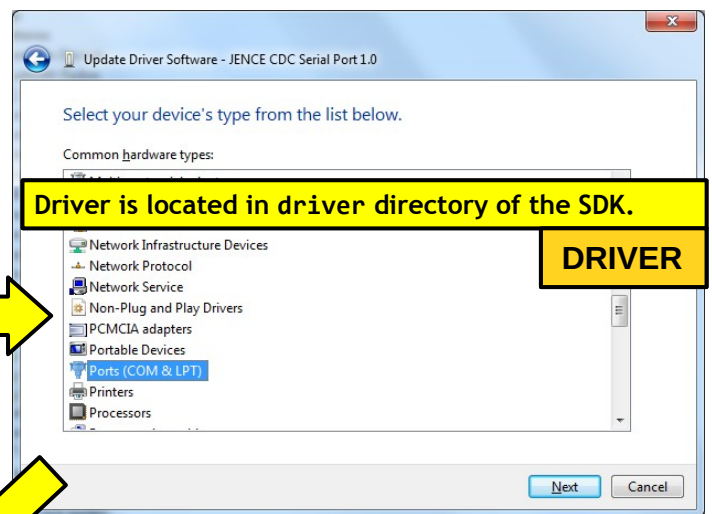 Update Driver Software - JENCE CDC Serial Port 1.0
Select your device's type from the list below.
Common hardware types:
Driver is located in driver directory of the SDK.
DRIVER
Network Infrastructure Devices
Network Protocol
Network Service
Non-Plug and Play Drivers
PCMCIA adapters
Portable Devices
Ports (COM & LPT)
Printers
Processors
Next
Cancel